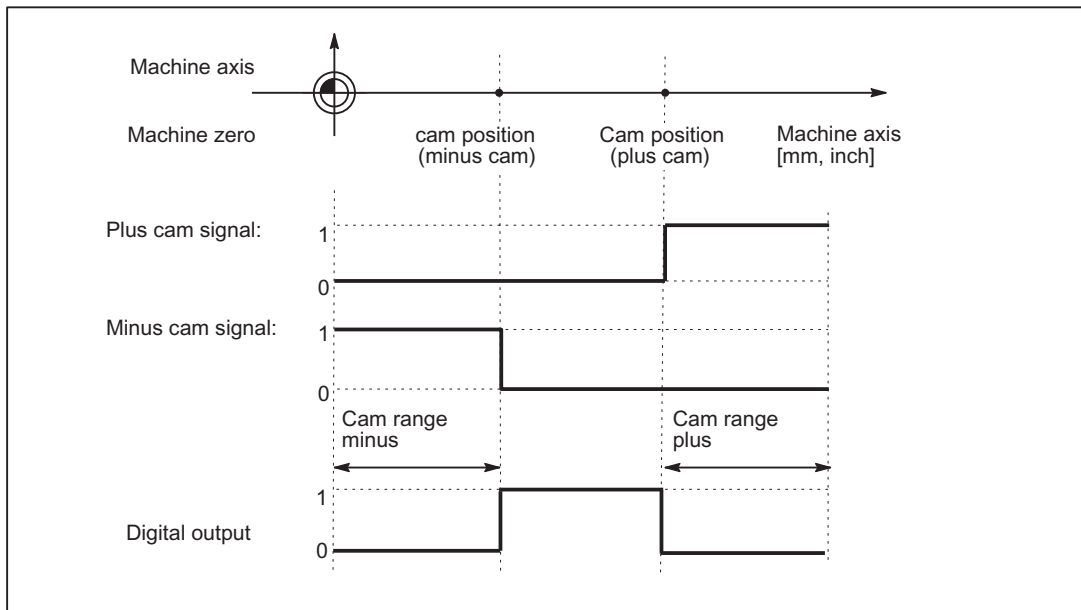 Machine axis
Machine zero
cam position
(minus cam)
Cam position
(plus cam)
Machine axis
[mm, inch]
Plus cam signal:
1
0
Minus cam signal:
1
0
Cam range
minus
Cam range
plus
Digital output
1
0